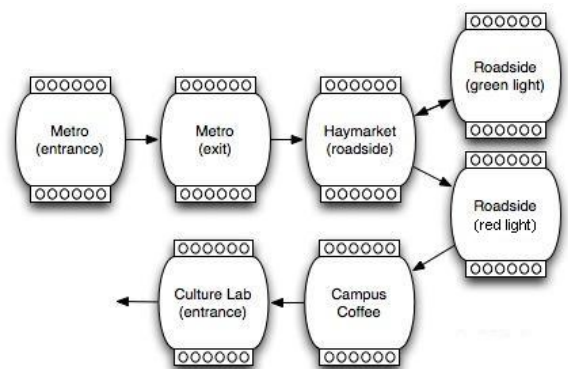 Roadside
(green light)
Metro
(entrance)
Metro
(exit)
Haymarket
(roadside)
Roadside
(red light)
Culture Lab
(entrance)
Campus
Coffee